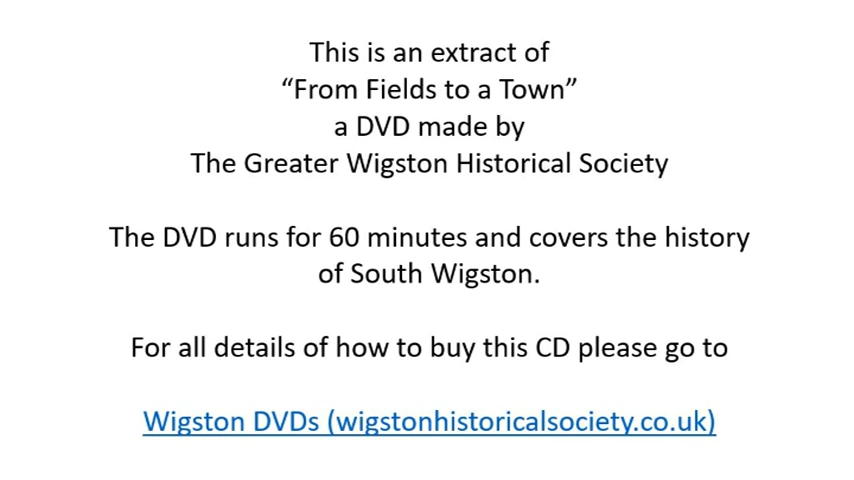 This is an extract of
“From Fields to a Town”
a DVD made by
The Greater Wigston Historical Society
The DVD runs for 60 minutes and covers the history
of South Wigston.
For all details of how to buy this CD please go to
Wigston DVDs (wigstonhistoricalsociety.co.uk)